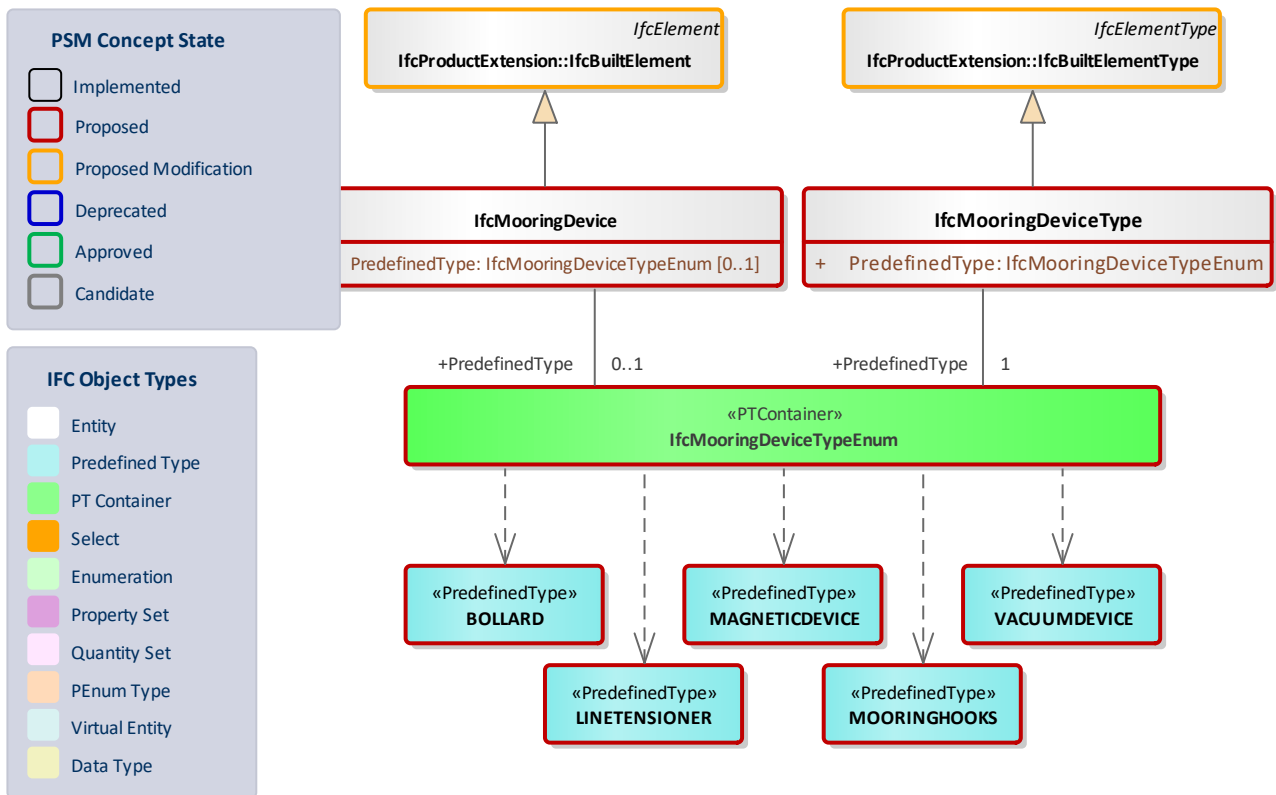 PSM Concept State
Implemented
Proposed
Proposed Modification
Deprecated
Approved
Candidate
IFC Object Types
Entity
Predefined Type
PT Container
Select
Enumeration
Property Set
Quantity Set
PEnum Type
Virtual Entity
Data Type
IfcElement
IfcProductExtension::IfcBuiltElement
IfcElementType
IfcProductExtension::IfcBuiltElementType
IfcMooringDevice
PredefinedType: IfcMooringDeviceTypeEnum [0..1]
IfcMooringDeviceType
+ PredefinedType: IfcMooringDeviceTypeEnum
+PredefinedType 0..1
+PredefinedType 1
«PTContainer»
IfcMooringDeviceTypeEnum
«PredefinedType»
BOLLARD
«PredefinedType»
MAGNETICDEVICE
«PredefinedType»
VACUUMDEVICE
«PredefinedType»
LINETENSIONER
«PredefinedType»
MOORINGHOOKS